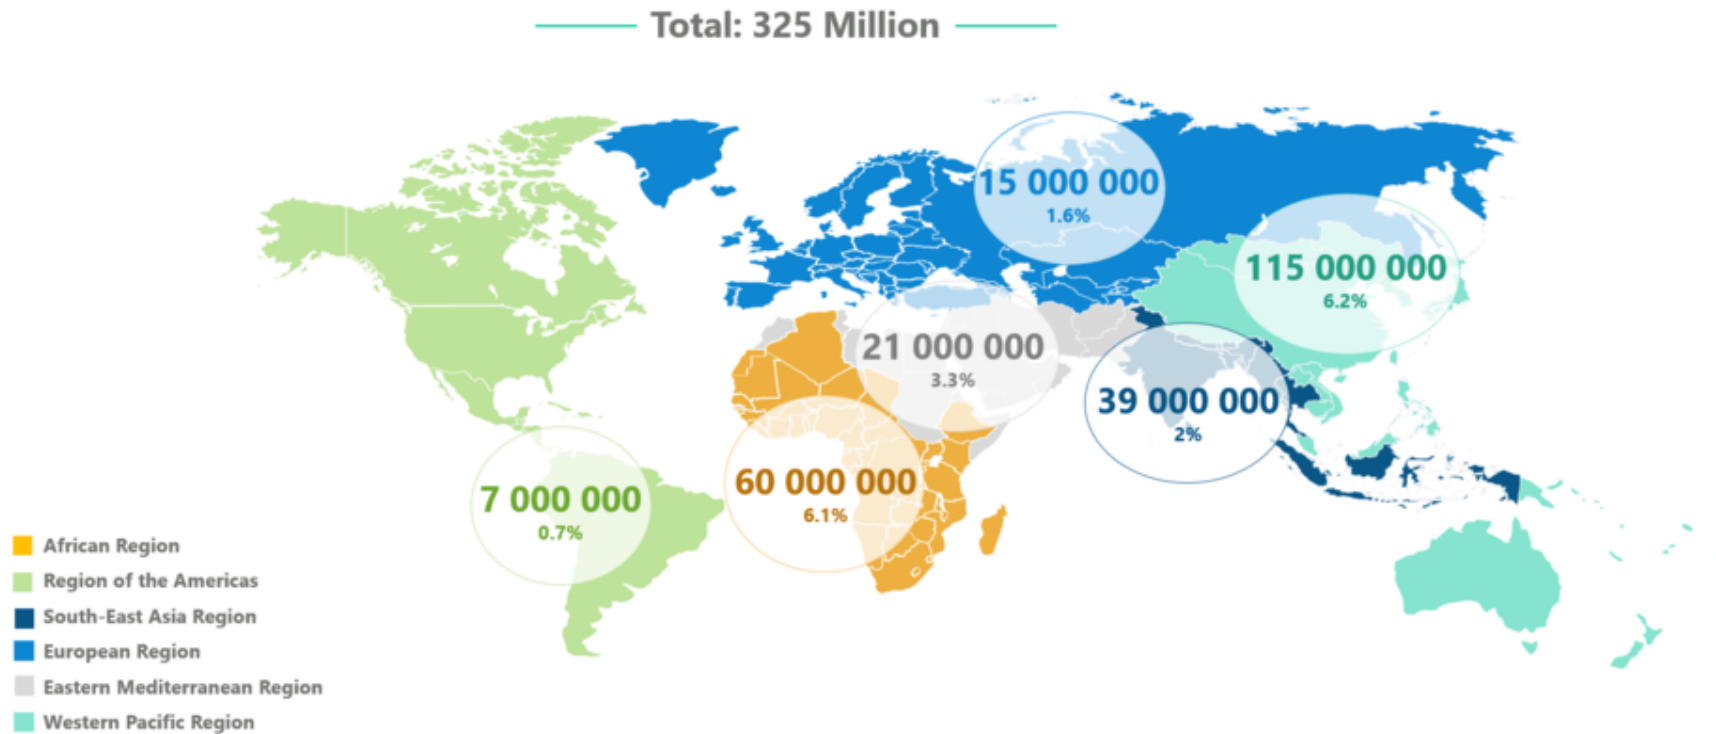 Total: 325 Million
15 000 000
1.6%
115 000 000
6.2%
21 000 000
3.3%
39 000 000
2%
60 000 000
6.1%
7 000 000
0.7%
African Region
Region of the Americas
South-East Asia Region
European Region
Eastern Mediterranean Region
Western Pacific Region